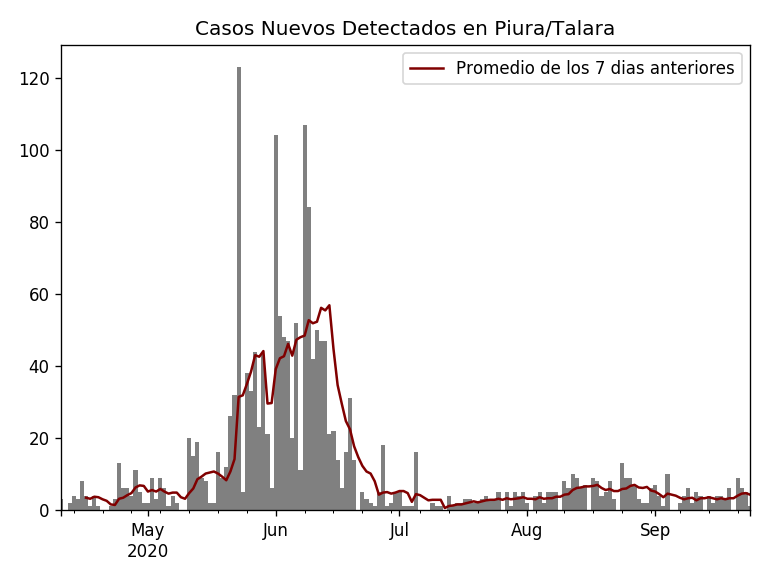 Casos Nuevos Detectados en Piura/Talara
Promedio de los 7 dias anteriores
120
100
80
60
40
20
0
May Jun Jul Aug Sep
2020